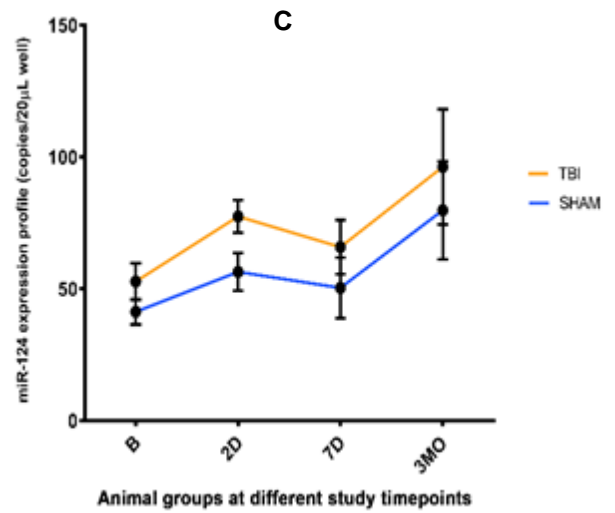 C
miR-124 expression profile (copies/20µL well)
150
100
50
0
TBI
SHAM
B
2D
7D
3MO
Animal groups at different study timepoints